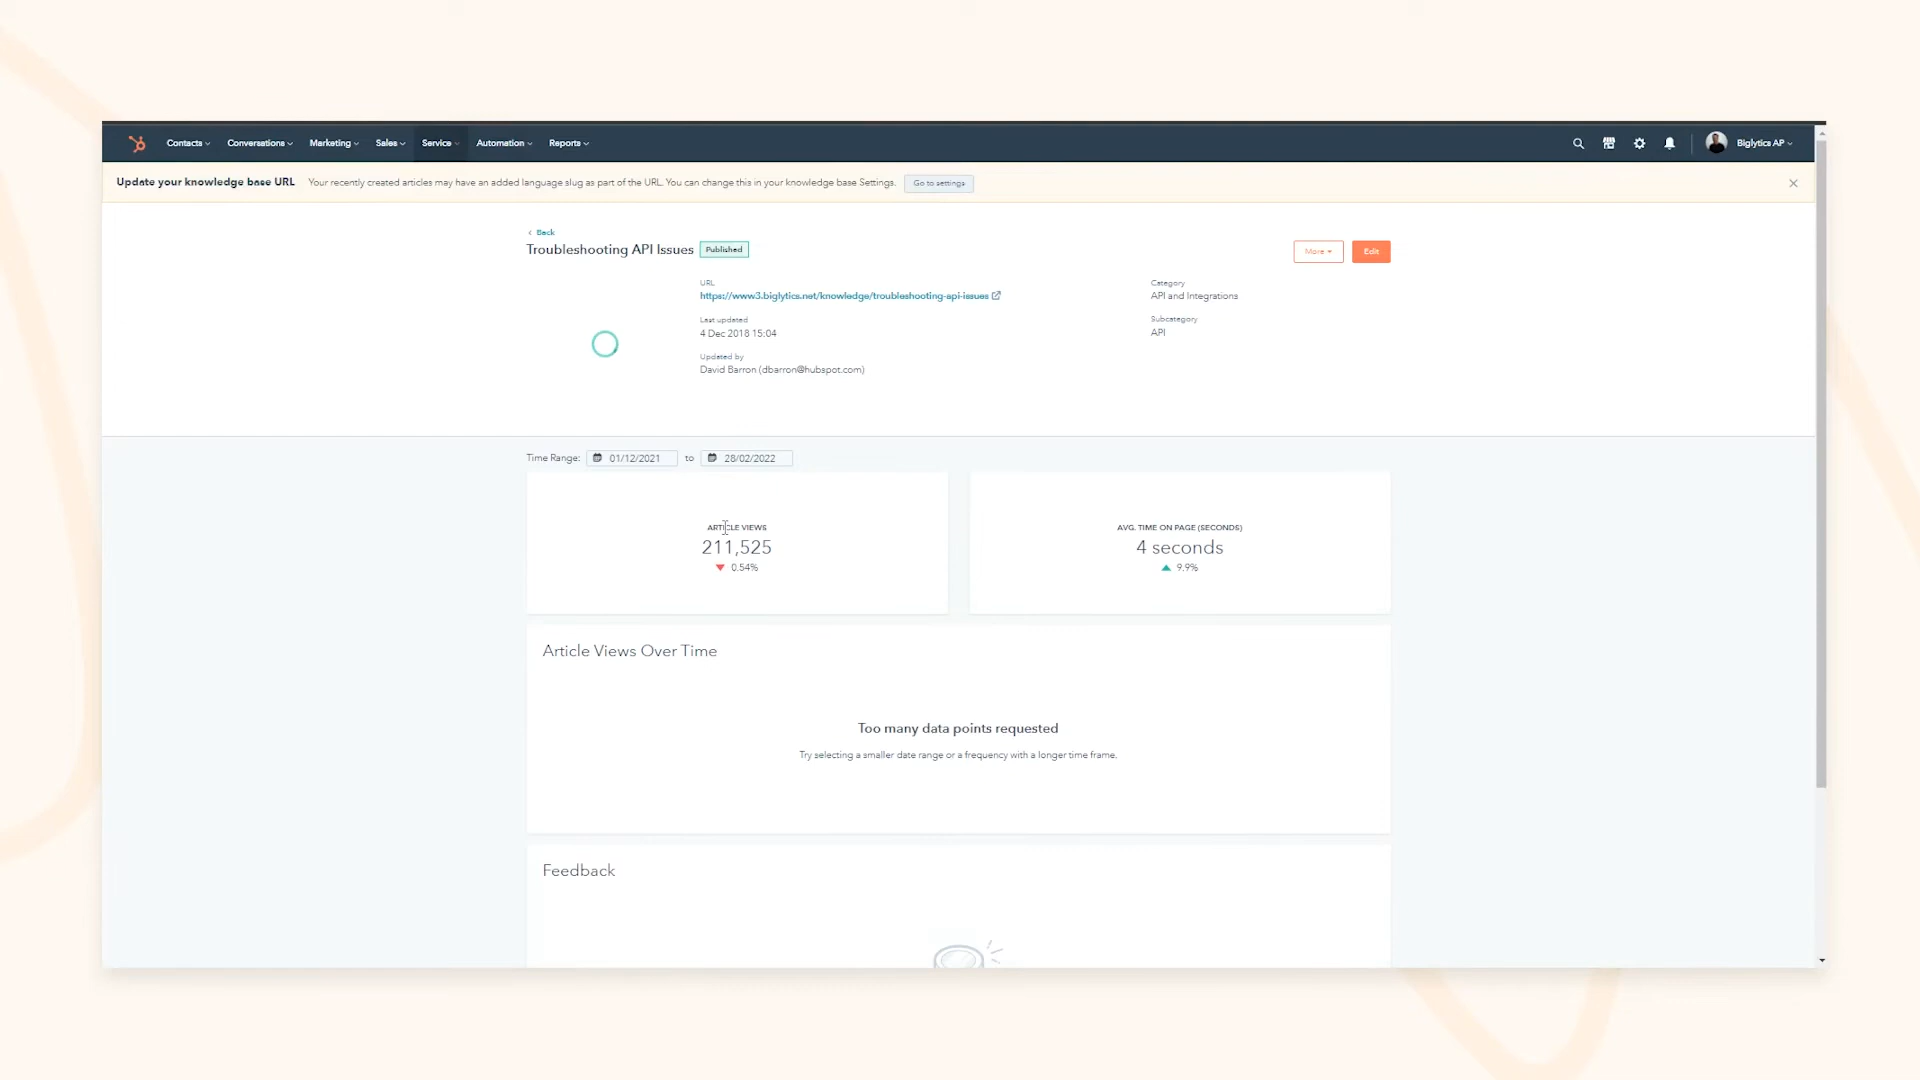 Contacts Conversations Marketing Sales Service Automation Reports Biglytics AP
Update your knowledge base URL Your recently created articles may have an added language slug as part of the URL. You can change this in your knowledge base Settings. Go to settings
Back
Troubleshooting API Issues Published
More Edit
URL
https://www3.biglytics.net/knowledge/troubleshooting-api-issues
Last updated
4 Dec 2018 15:04
Updated by
David Barron (dbarron@hubspot.com)
Category
API and Integrations
Subcategory
API
Time Range: 01/12/2021 to 28/02/2022
ARTICLE VIEWS
211,525
0.54%
AVG. TIME ON PAGE (SECONDS)
4 seconds
9.9%
Article Views Over Time
Too many data points requested
Try selecting a smaller date range or a frequency with a longer time frame.
Feedback